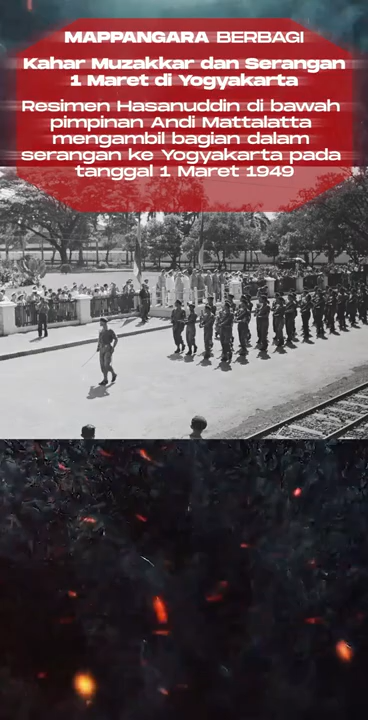 MAPPANGARA BERBAGI
Kahar Muzakkar dan Serangan
1 Maret di Yogyakarta
Resimen Hasanuddin di bawah
pimpinan Andi Mattalatta
mengambil bagian dalam
serangan ke Yogyakarta pada
tanggal 1 Maret 1949